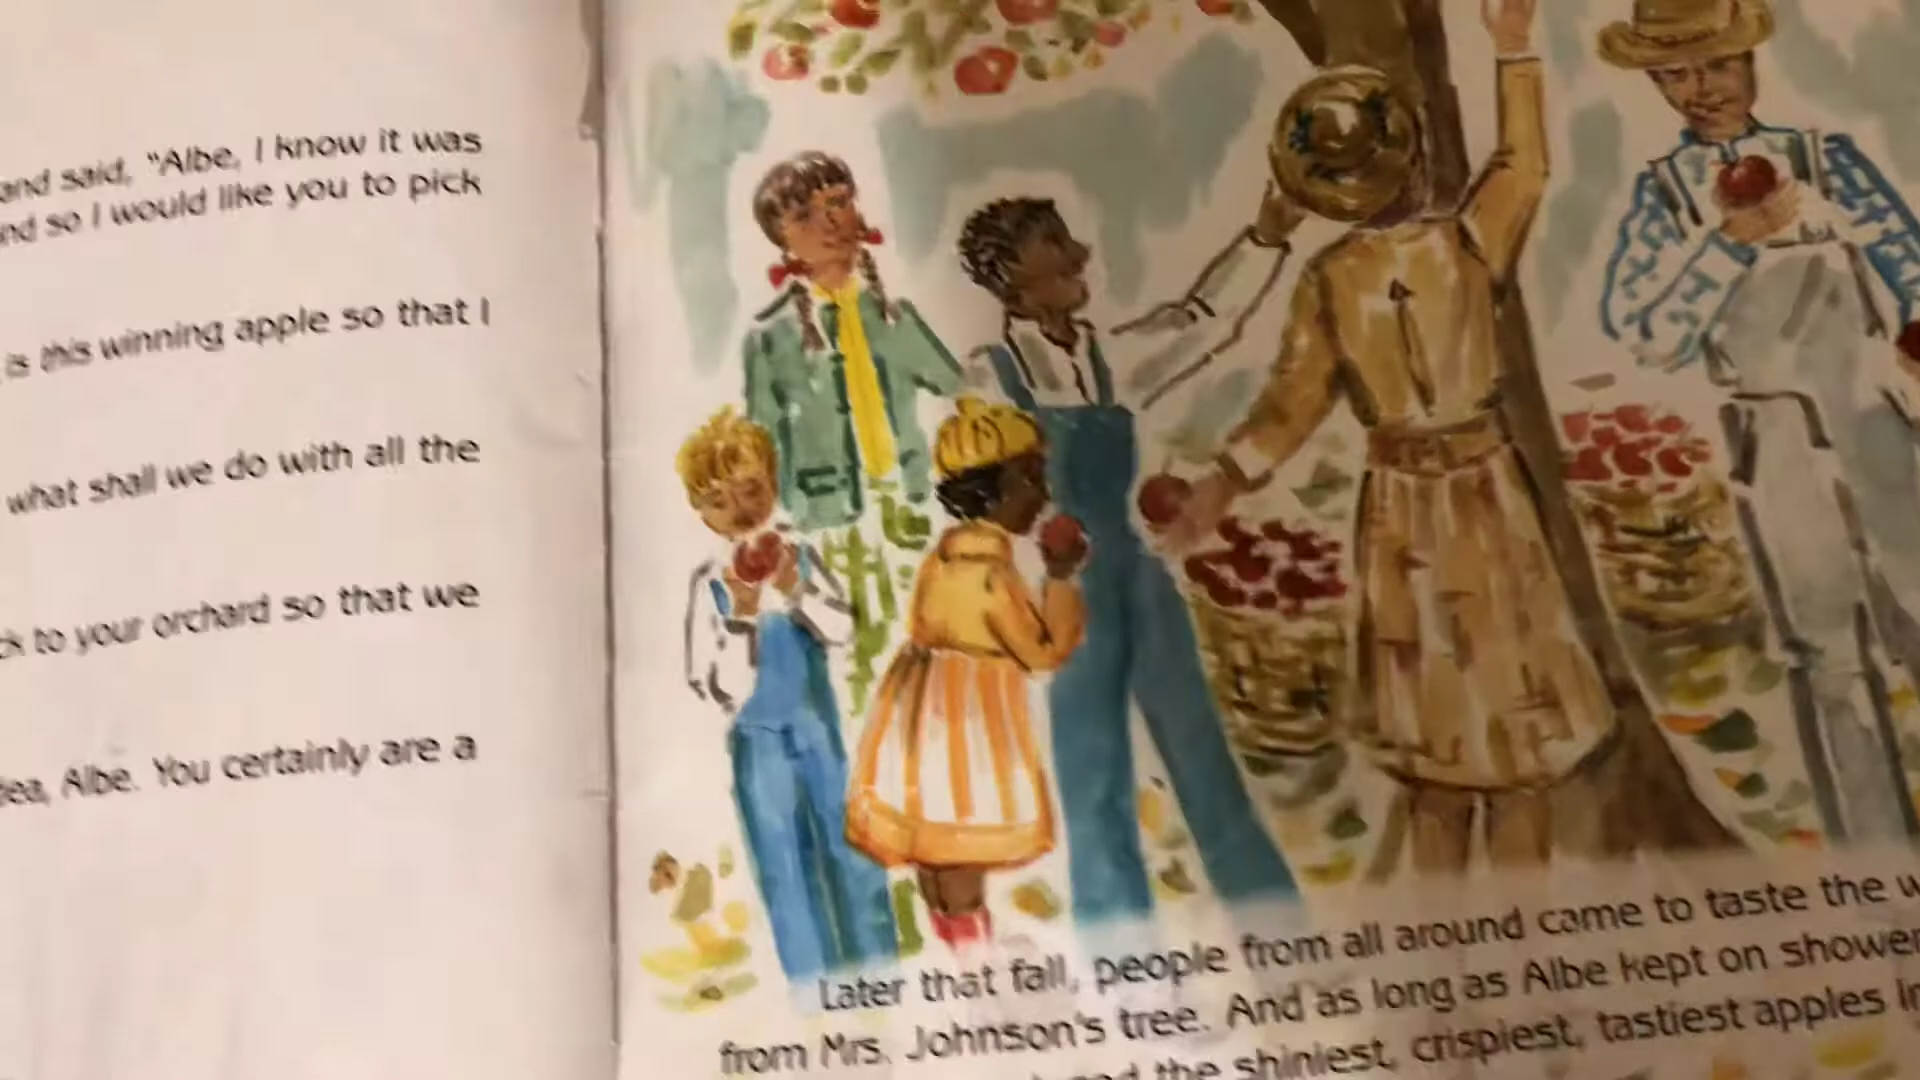 and said, "Albe, I know it was
and so I would like you to pick
is this winning apple so that I
what shall we do with all the
to your orchard so that we
Albe. You certainly are a
Later that fall, people from all around came to taste the
from Mrs. Johnson's tree. And as long as Albe kept on
the shiniest, crispiest, tastiest apples